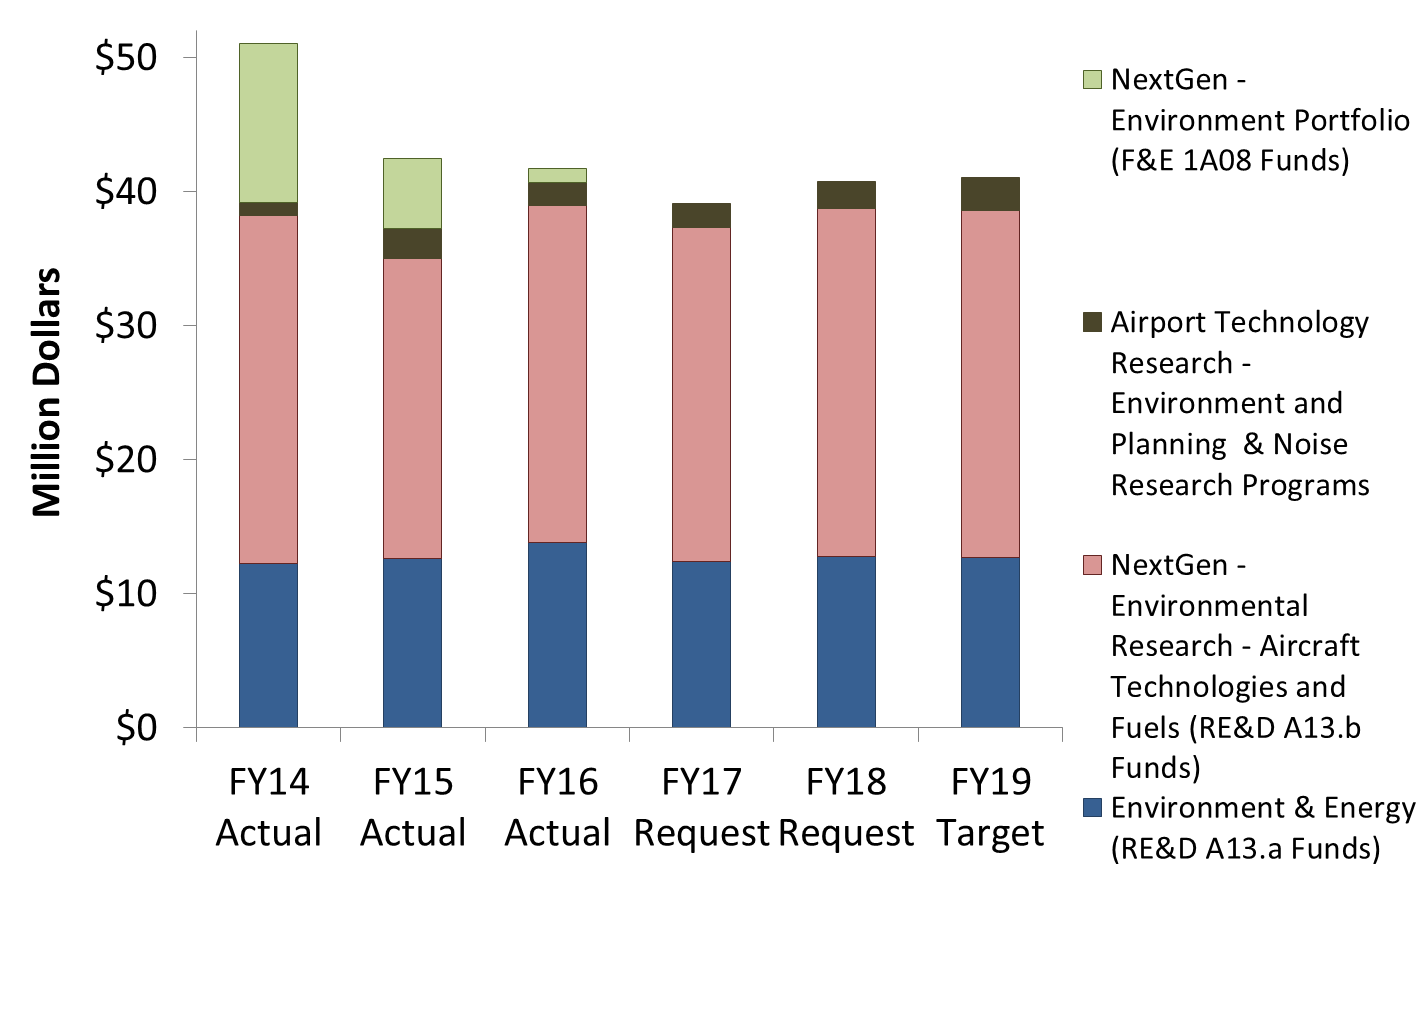 $50
$40
$30
$20
$10
$0
Million Dollars
FY14
Actual
FY15
Actual
FY16
Actual
FY17
Request
FY18
Request
FY19
Target
NextGen -
Environment Portfolio
(F&E 1A08 Funds)
Airport Technology
Research -
Environment and
Planning & Noise
Research Programs
NextGen -
Environmental
Research - Aircraft
Technologies and
Fuels (RE&D A13.b
Funds)
Environment & Energy
(RE&D A13.a Funds)